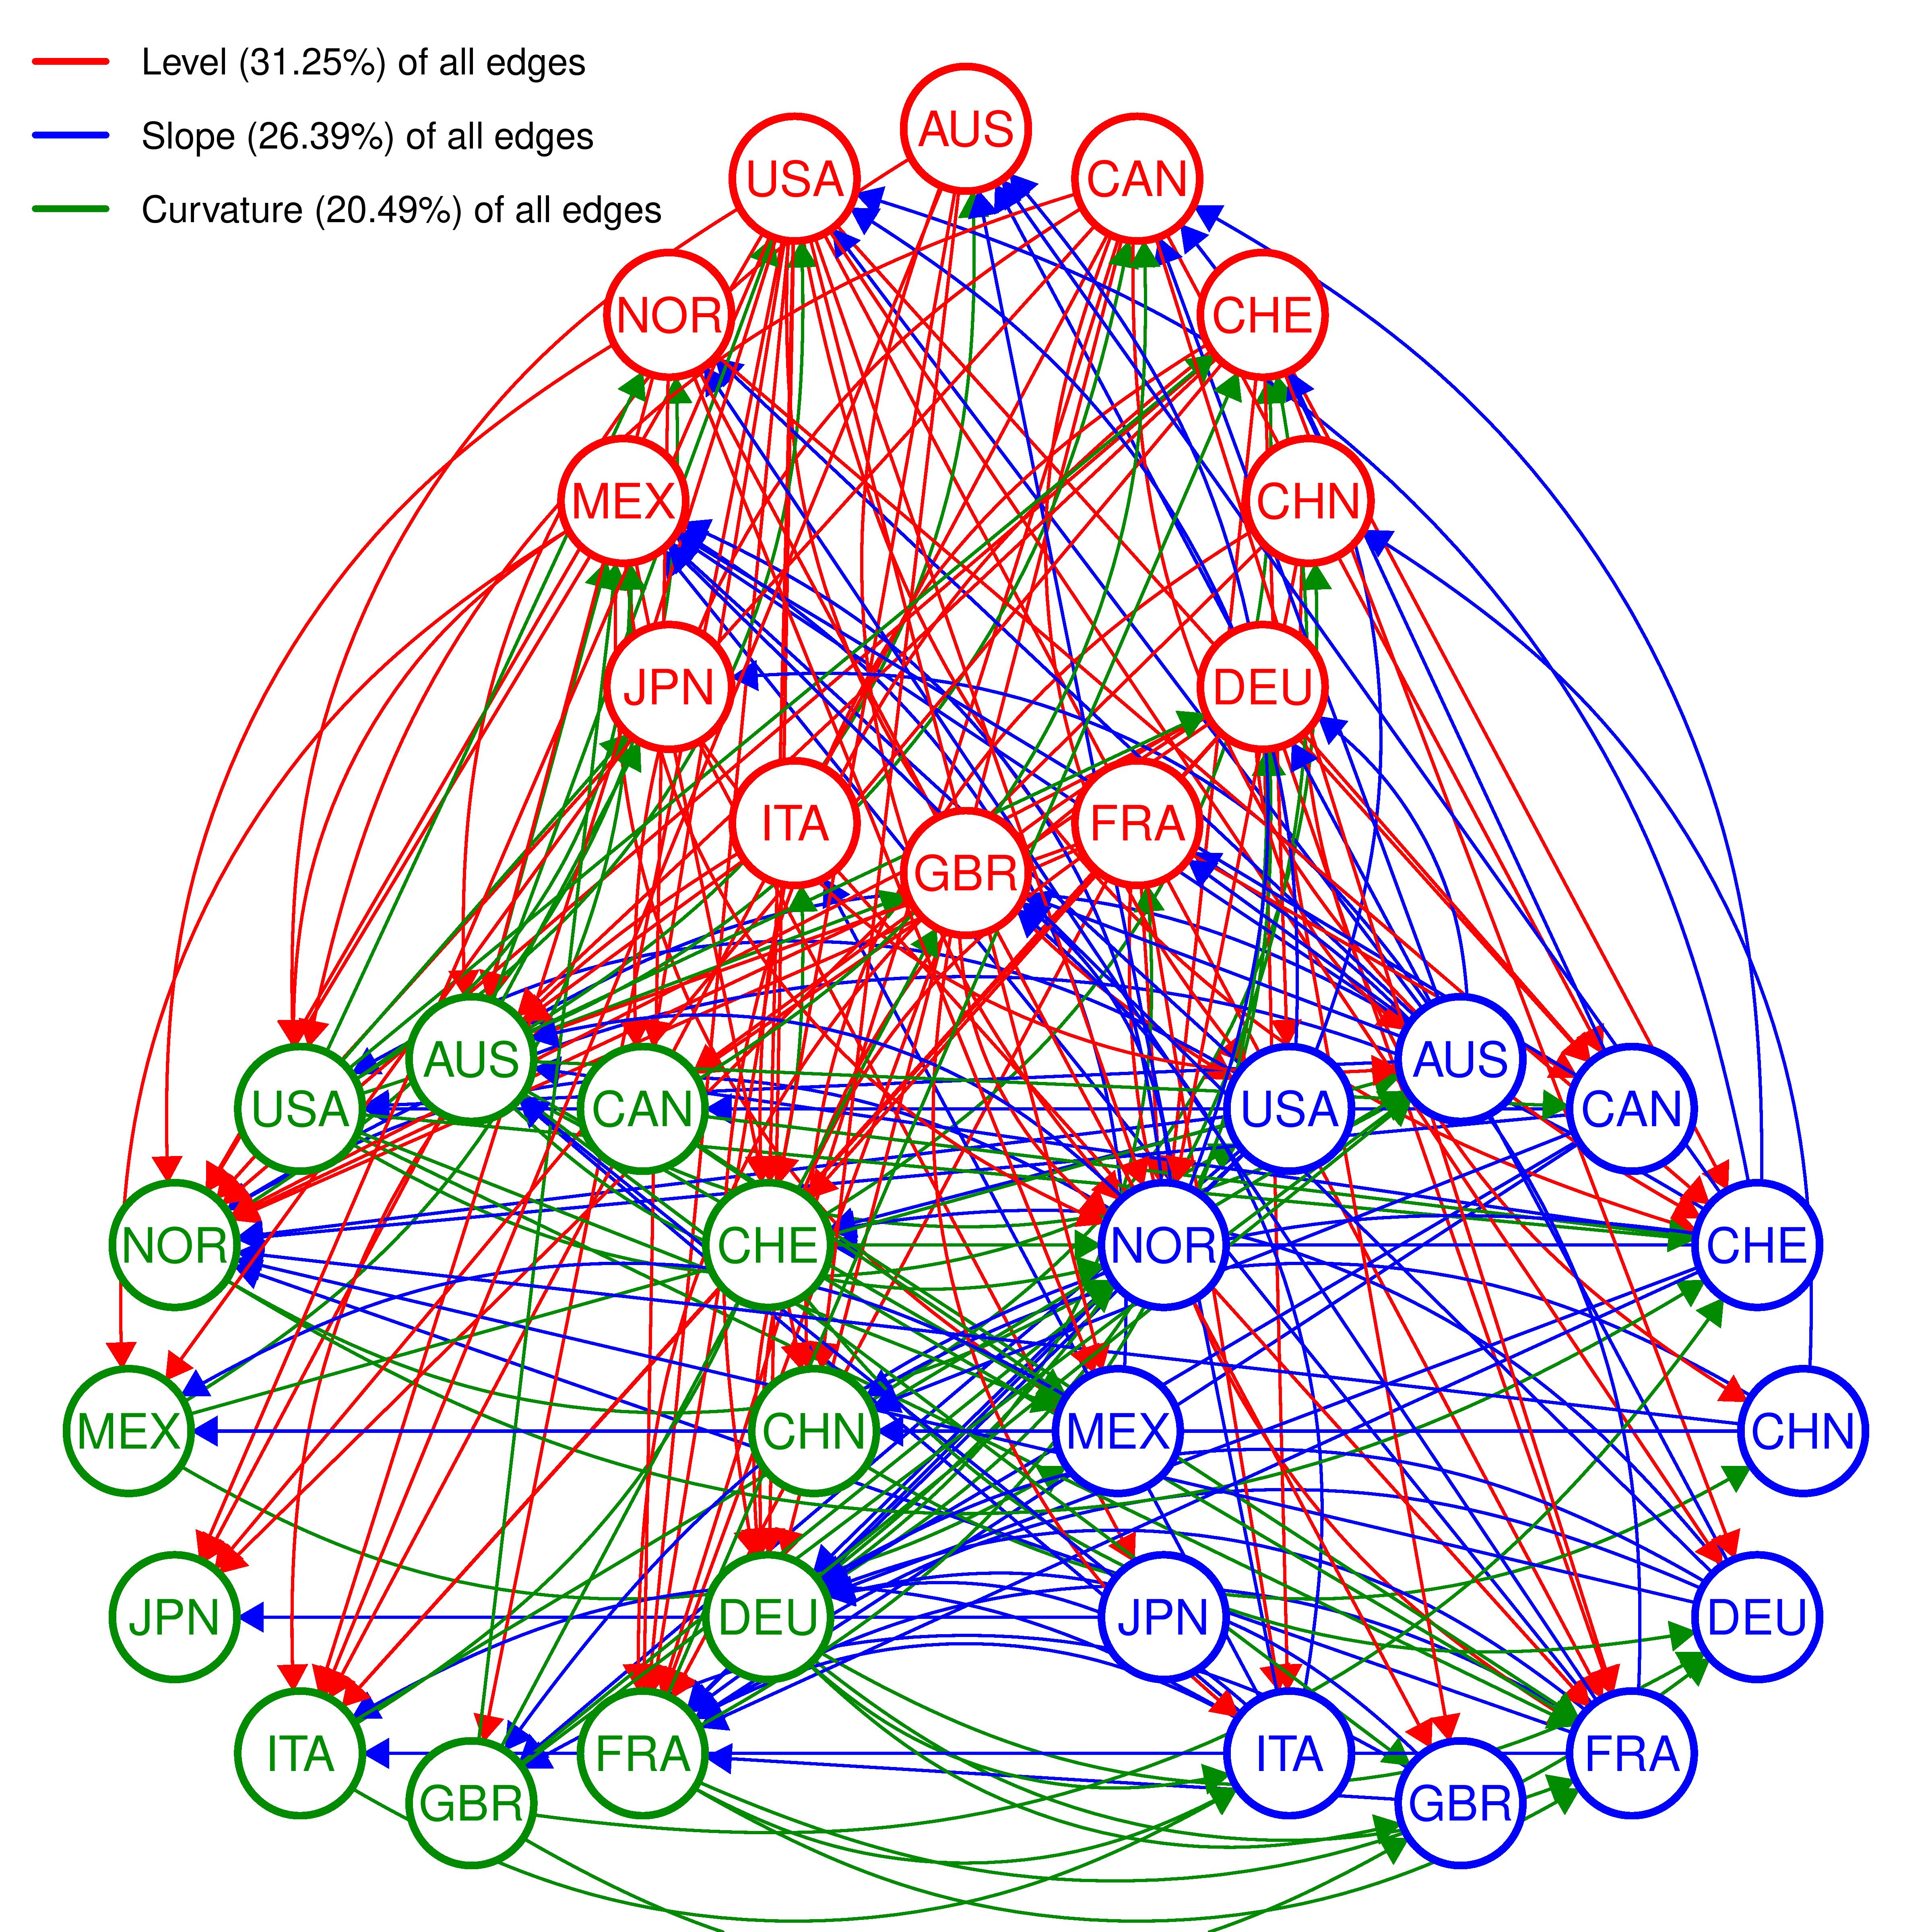 Level (31.25%) of all edges
Slope (26.39%) of all edges
Curvature (20.49%) of all edges
AUS
USA
CAN
NOR
CHE
MEX
CHN
JPN
DEU
ITA
FRA
GBR
AUS
AUS
USA
CAN
USA
CAN
NOR
CHE
NOR
CHE
MEX
CHN
MEX
CHN
JPN
DEU
JPN
DEU
ITA
FRA
ITA
FRA
GBR
GBR